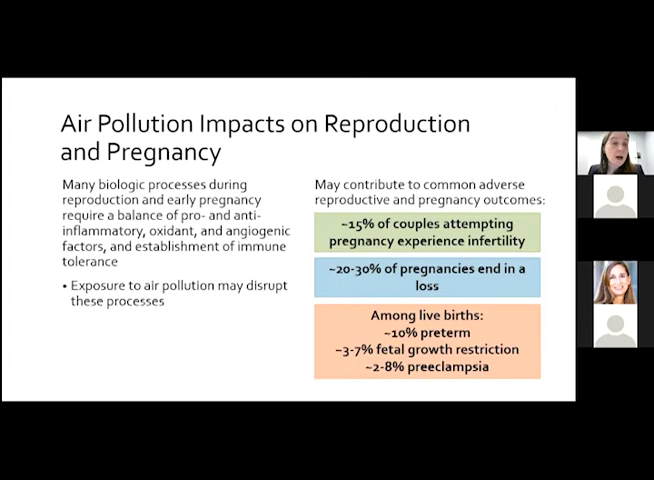 Air Pollution Impacts on Reproduction
and Pregnancy
Many biologic processes during
reproduction and early pregnancy
require a balance of pro- and anti-
inflammatory, oxidant, and angiogenic
factors, and establishment of immune
tolerance
• Exposure to air pollution may disrupt
these processes
May contribute to common adverse
reproductive and pregnancy outcomes:
~15% of couples attempting
pregnancy experience infertility
~20-30% of pregnancies end in a
loss
Among live births:
~10% preterm
~3-7% fetal growth restriction
~2-8% preeclampsia